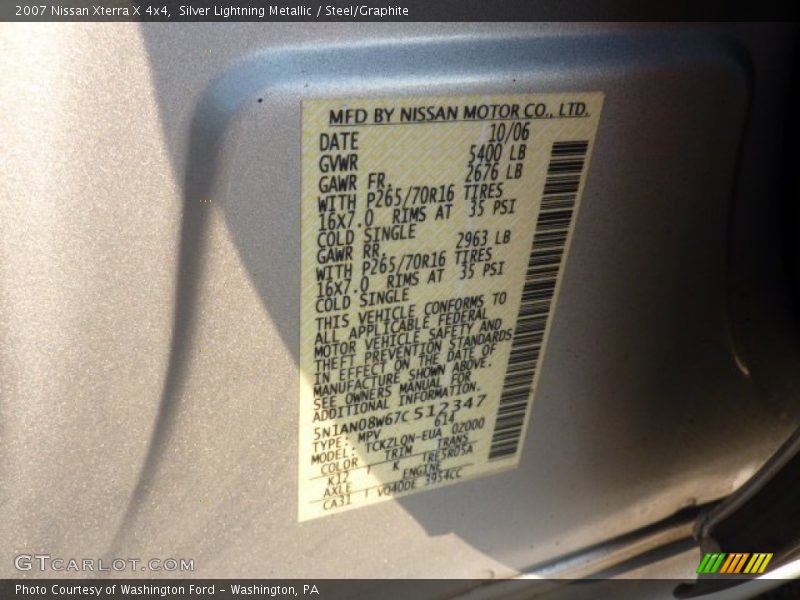 2007 Nissan Xterra X 4x4, Silver Lightning Metallic / Steel/Graphite
MFD BY NISSAN MOTOR CO., LTD.
DATE 10/06
GVWR 5400 LB
GAWR FR. 2676 LB
WITH P265/70R16 TIRES
16X7.0 RIMS AT 35 PSI
COLD SINGLE
GAWR RR. 2963 LB
WITH P265/70R16 TIRES
16X7.0 RIMS AT 35 PSI
COLD SINGLE
THIS VEHICLE CONFORMS TO
ALL APPLICABLE FEDERAL
MOTOR VEHICLE SAFETY AND
THEFT PREVENTION STANDARDS
IN EFFECT ON THE DATE OF
MANUFACTURE SHOWN ABOVE.
SEE OWNERS MANUAL FOR
ADDITIONAL INFORMATION.
5N1AN08W67C512347
TYPE: MPV 614
MODEL: TCKZLQN-EUA 0Z000
COLOR TRIM TRANS
K12 K TRE5R05A
AXLE ENGINE
CA31 VQ40DE 3954CC
GTCARLOT.COM
Photo Courtesy of Washington Ford - Washington, PA